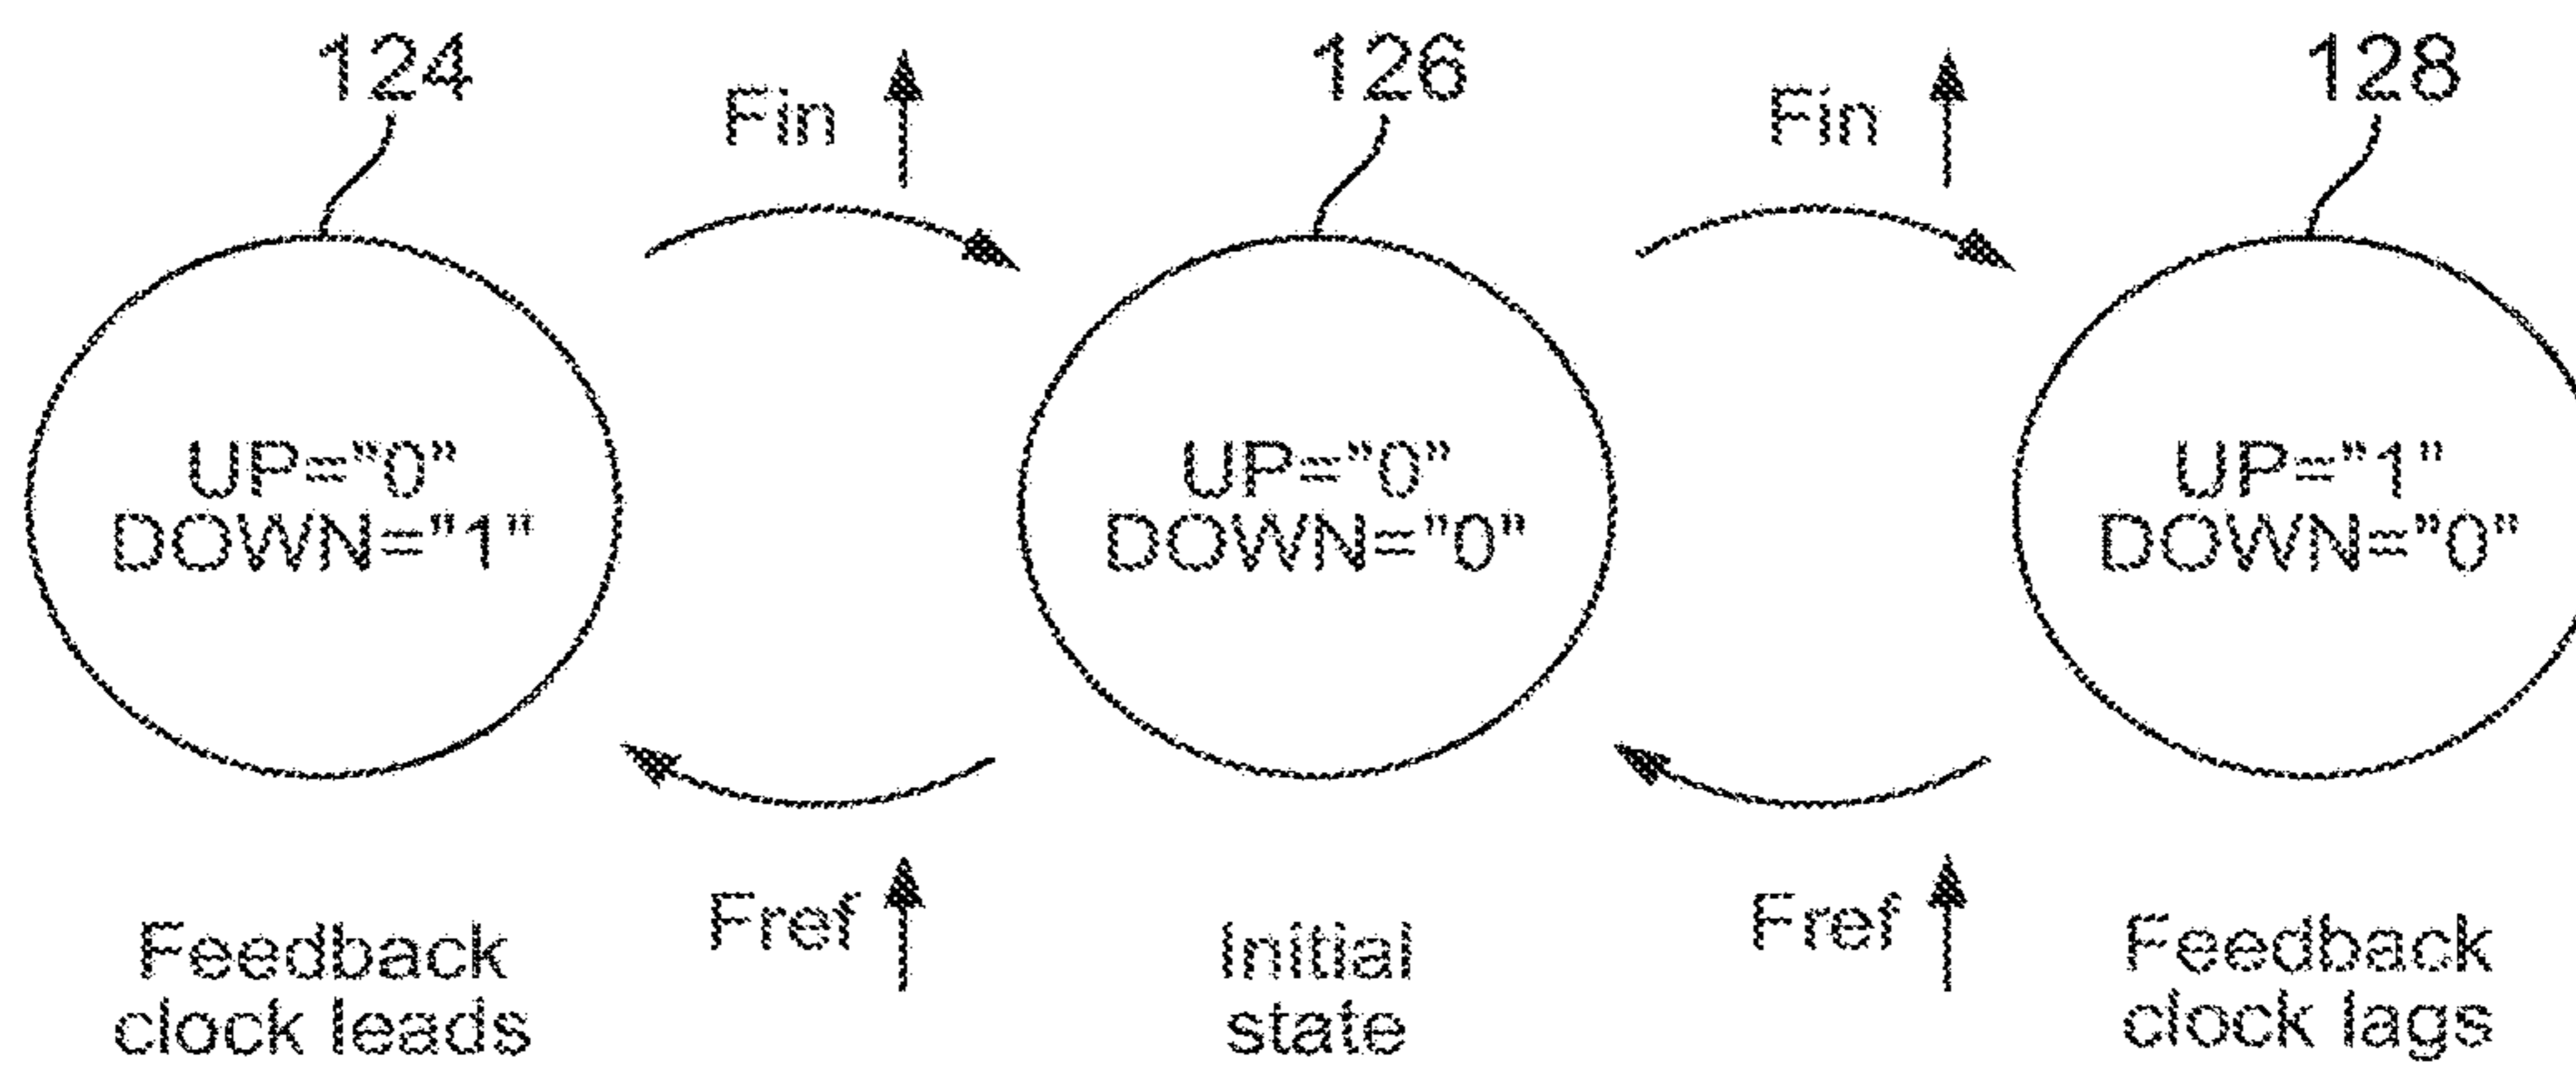 124
126
128
Fin
Fin
UP="0"
DOWN="1"
UP="0"
DOWN="0"
UP="1"
DOWN="0"
Fref
Fref
Feedback
clock leads
Initial
state
Feedback
clock lags